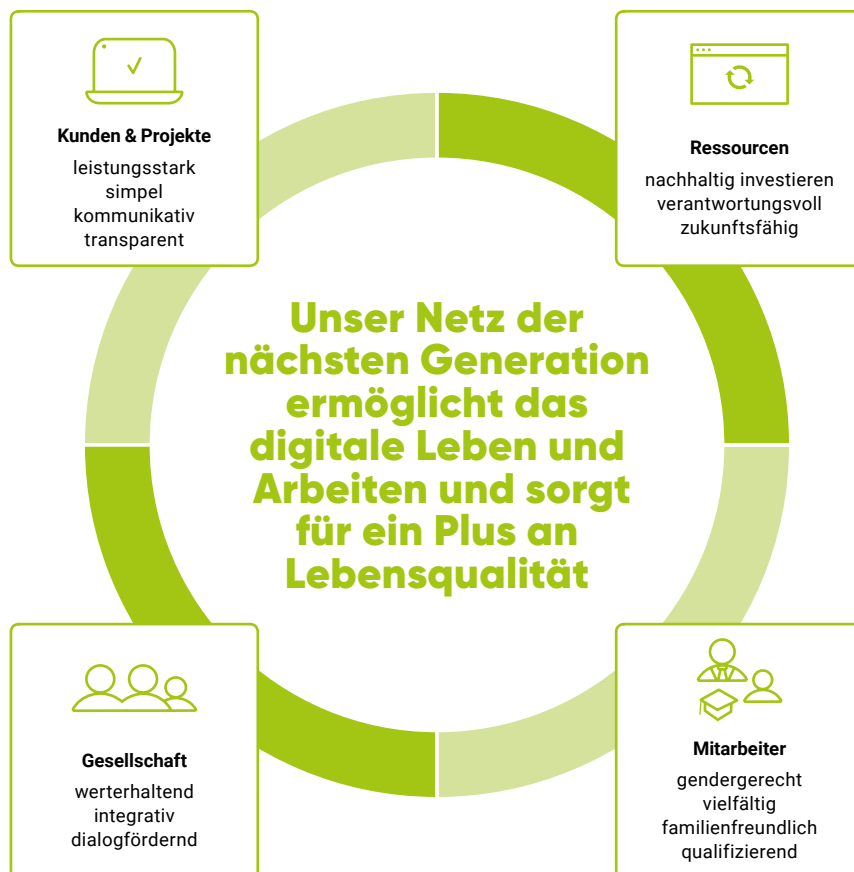 Kunden & Projekte
leistungsstark
simpel
kommunikativ
transparent
Ressourcen
nachhaltig investieren
verantwortungsvoll
zukunftsfähig
Unser Netz der
nächsten Generation
ermöglicht das
digitale Leben und
Arbeiten und sorgt
für ein Plus an
Lebensqualität
Gesellschaft
werterhaltend
integrativ
dialogfördernd
Mitarbeiter
gendergerecht
vielfältig
familienfreundlich
qualifizierend